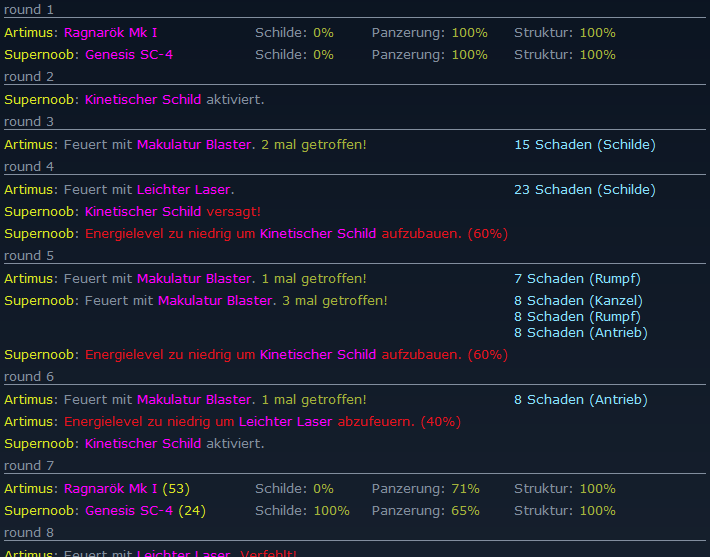 round 1
Artimus: Ragnarök Mk I Schilde: 0% Panzerung: 100% Struktur: 100%
Supernoob: Genesis SC-4 Schilde: 0% Panzerung: 100% Struktur: 100%
round 2
Supernoob: Kinetischer Schild aktiviert.
round 3
Artimus: Feuert mit Makulatur Blaster. 2 mal getroffen! 15 Schaden (Schilde)
round 4
Artimus: Feuert mit Leichter Laser. 23 Schaden (Schilde)
Supernoob: Kinetischer Schild versagt!
Supernoob: Energielevel zu niedrig um Kinetischer Schild aufzubauen. (60%)
round 5
Artimus: Feuert mit Makulatur Blaster. 1 mal getroffen! 7 Schaden (Rumpf)
Supernoob: Feuert mit Makulatur Blaster. 3 mal getroffen! 8 Schaden (Kanzel)
8 Schaden (Rumpf)
8 Schaden (Antrieb)
Supernoob: Energielevel zu niedrig um Kinetischer Schild aufzubauen. (60%)
round 6
Artimus: Feuert mit Makulatur Blaster. 1 mal getroffen! 8 Schaden (Antrieb)
Artimus: Energielevel zu niedrig um Leichter Laser abzufeuern. (40%)
Supernoob: Kinetischer Schild aktiviert.
round 7
Artimus: Ragnarök Mk I (53) Schilde: 0% Panzerung: 71% Struktur: 100%
Supernoob: Genesis SC-4 (24) Schilde: 100% Panzerung: 65% Struktur: 100%
round 8
Artimus: Feuert mit Leichter Laser. Verfehlt!